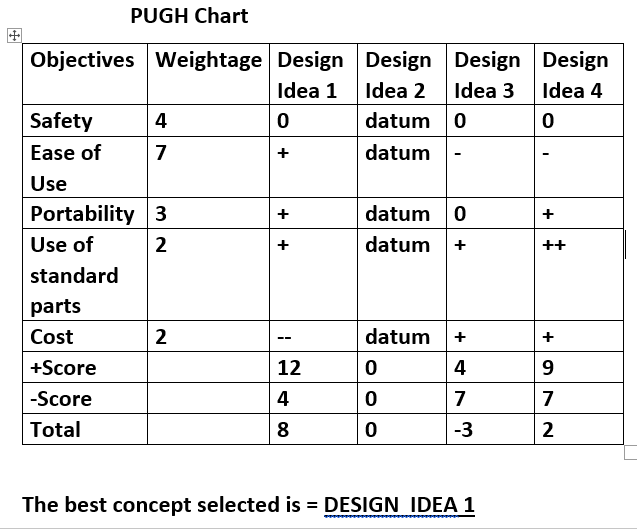 PUGH Chart
Objectives Weightage Design Idea 1 Design Idea 2 Design Idea 3 Design Idea 4
Safety 4 0 datum 0 0
Ease of Use 7 + datum - -
Portability 3 + datum 0 +
Use of standard parts 2 + datum + ++
Cost 2 -- datum + +
+Score 12 0 4 9
-Score 4 0 7 7
Total 8 0 -3 2
The best concept selected is = DESIGN IDEA 1